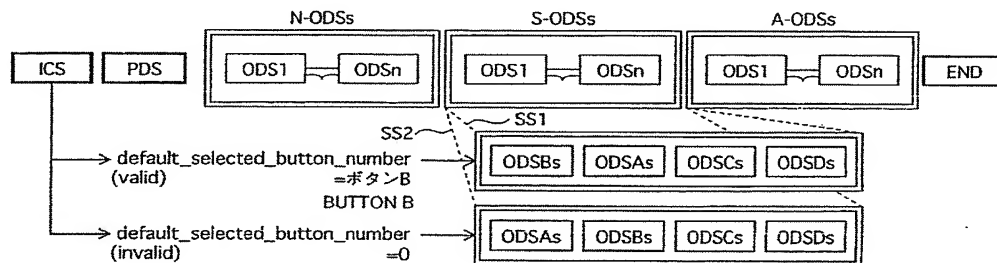 N-ODSs S-ODSs A-ODSs
ICS PDS ODS1 ODSn ODS1 ODSn ODS1 ODSn END
SS2 SS1
default_selected_button_number
(valid) =ボタンB
BUTTON B
ODSBs ODSAs ODSCs ODSDs
default_selected_button_number
(invalid) =0
ODSAs ODSBs ODSCs ODSDs